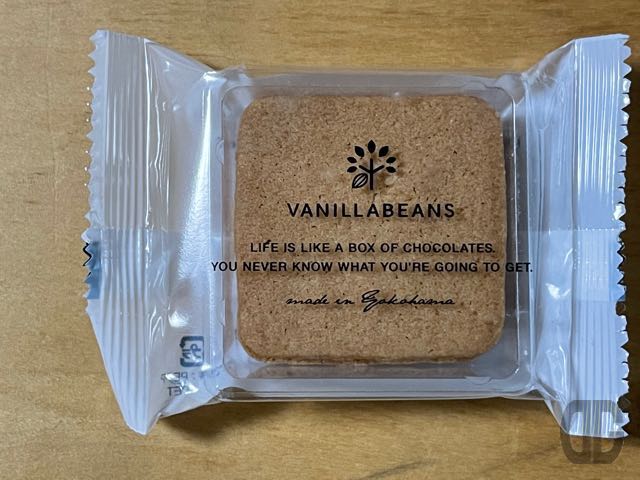 VANILLABEANS
LIFE IS LIKE A BOX OF CHOCOLATES.
YOU NEVER KNOW WHAT YOU'RE GOING TO GET.
made in Yokohama